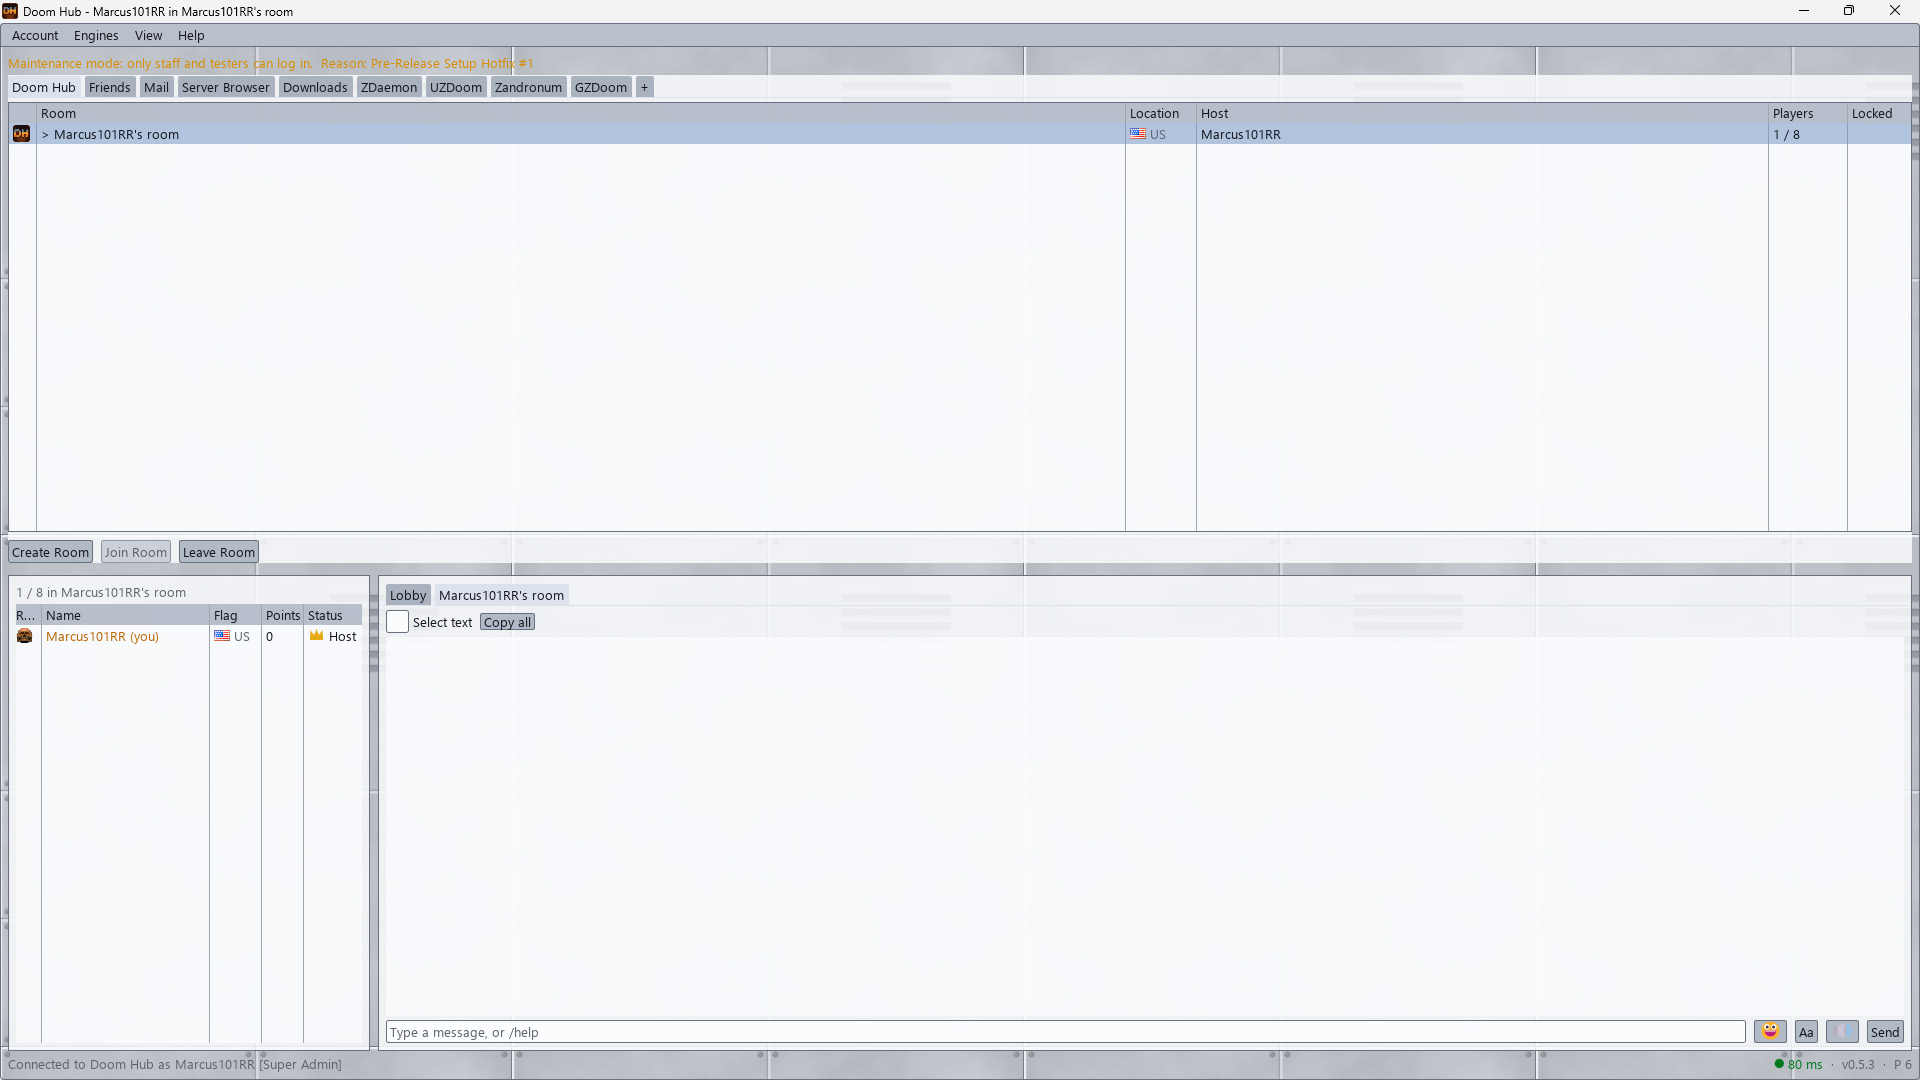 Doom Hub - Marcus101RR in Marcus101RR's room
Account Engines View Help
Maintenance mode: only staff and testers can log in. Reason: Pre-Release Setup Hotfix #1
Doom Hub Friends Mail Server Browser Downloads ZDaemon UZDoom Zandronum GZDoom +
Room Location Host Players Locked
DH > Marcus101RR's room US Marcus101RR 1 / 8
Create Room Join Room Leave Room
1 / 8 in Marcus101RR's room
R... Name Flag Points Status
Marcus101RR (you) US 0 Host
Lobby Marcus101RR's room
Select text Copy all
Type a message, or /help Aa Send
Connected to Doom Hub as Marcus101RR [Super Admin] 80 ms · v0.5.3 · P 6